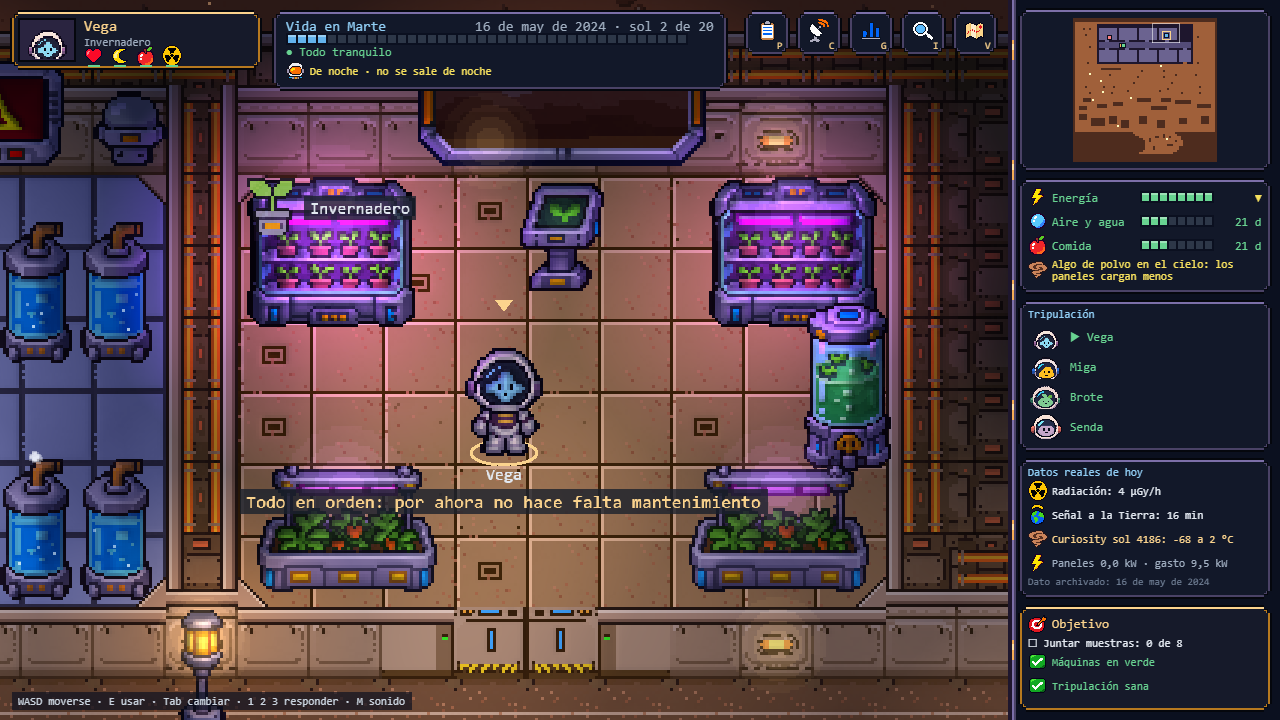 Vega
Invernadero
Vida en Marte
16 de may de 2024 · sol 2 de 20
Todo tranquilo
De noche · no se sale de noche
P
C
G
I
V
Invernadero
Vega
Todo en orden: por ahora no hace falta mantenimiento
WASD moverse · E usar · Tab cambiar · 1 2 3 responder · M sonido
Energía
Aire y agua 21 d
Comida 21 d
Algo de polvo en el cielo: los
paneles cargan menos
Tripulación
Vega
Miga
Brote
Senda
Datos reales de hoy
Radiación: 4 µGy/h
Señal a la Tierra: 16 min
Curiosity sol 4186: -68 a 2 °C
Paneles 0,0 kW · gasto 9,5 kW
Dato archivado: 16 de may de 2024
Objetivo
Juntar muestras: 0 de 8
Máquinas en verde
Tripulación sana